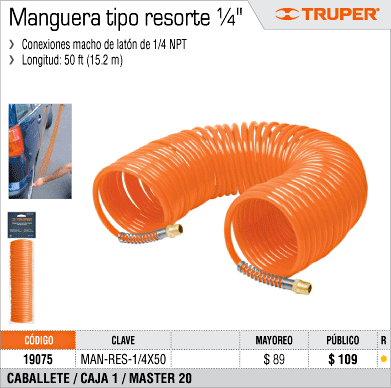 Manguera tipo resorte ¼"
TRUPER®
Conexiones macho de latón de 1/4 NPT
Longitud: 50 ft (15.2 m)
CÓDIGO CLAVE MAYOREO PÚBLICO R
19075 MAN-RES-1/4X50 $ 89 $ 109
CABALLETE / CAJA 1 / MASTER 20